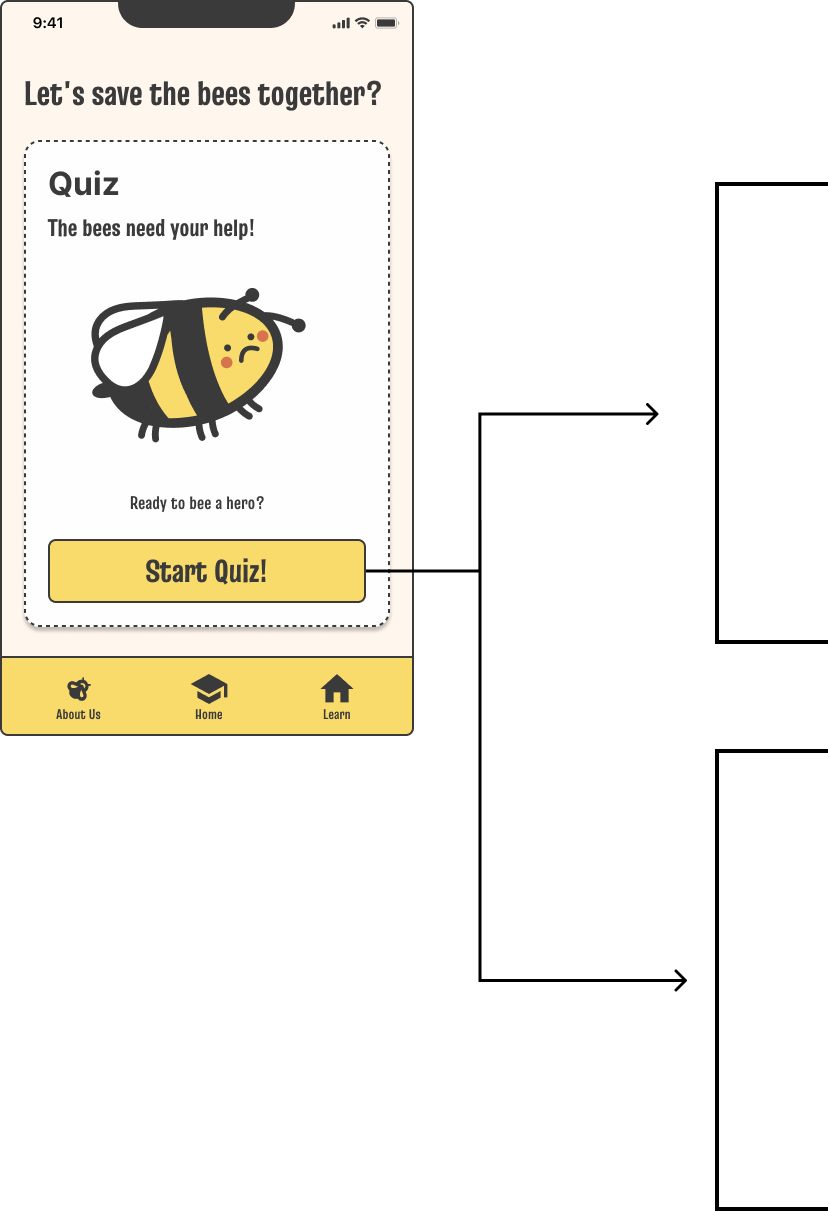 9:41
Let's save the bees together?
Quiz
The bees need your help!
Ready to bee a hero?
Start Quiz!
About Us
Home
Learn